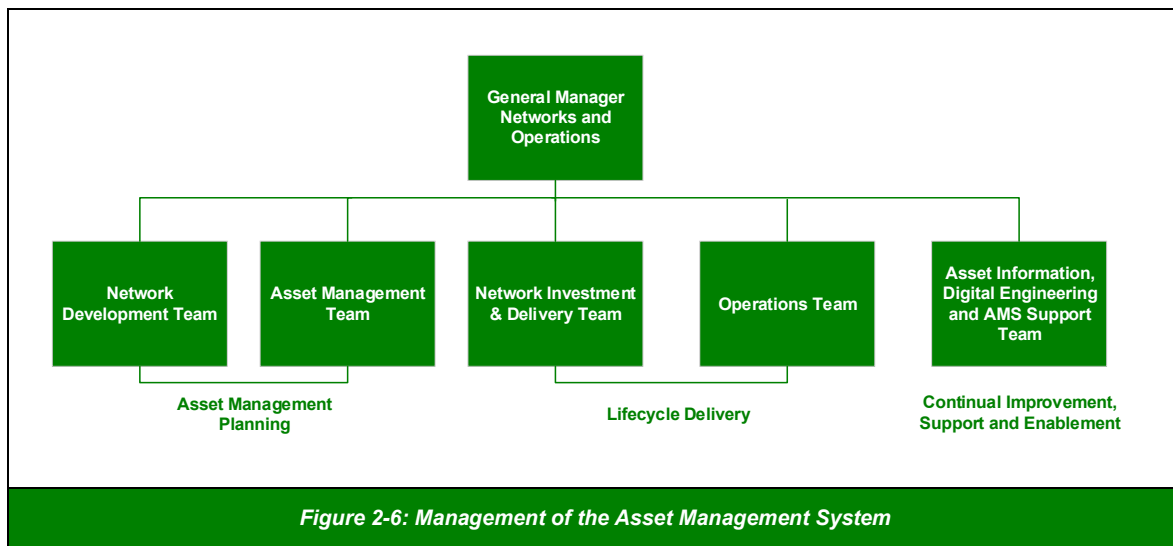 General Manager
Networks and
Operations
Network
Development Team
Asset Management
Team
Network Investment
& Delivery Team
Operations Team
Asset Information,
Digital Engineering
and AMS Support
Team
Asset Management
Planning
Lifecycle Delivery
Continual Improvement,
Support and Enablement
Figure 2-6: Management of the Asset Management System